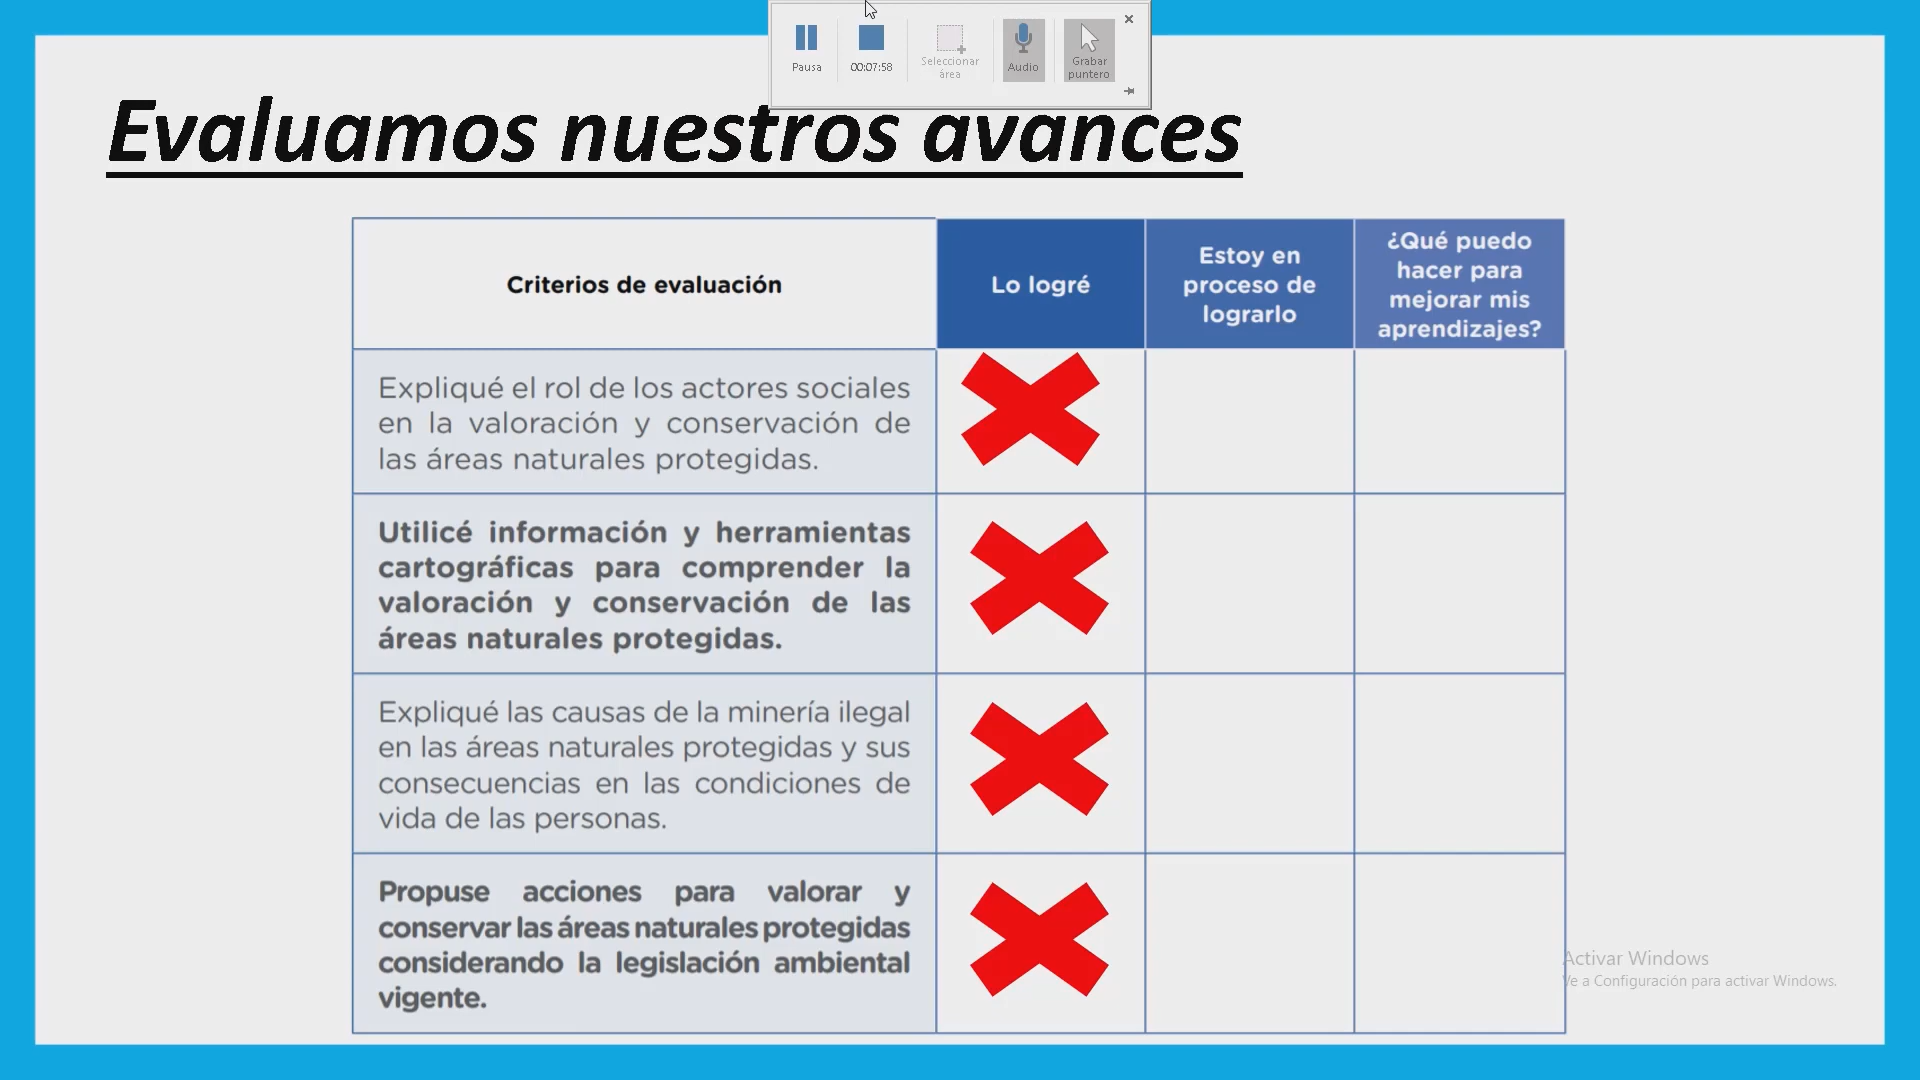 Pausa
00:07:58
Seleccionar
área
Audio
Grabar
puntero
Evaluamos nuestros avances
Criterios de evaluación
Lo logré
Estoy en
proceso de
lograrlo
¿Qué puedo
hacer para
mejorar mis
aprendizajes?
Expliqué el rol de los actores sociales
en la valoración y conservación de
las áreas naturales protegidas.
Utilicé información y herramientas
cartográficas para comprender la
valoración y conservación de las
áreas naturales protegidas.
Expliqué las causas de la minería ilegal
en las áreas naturales protegidas y sus
consecuencias en las condiciones de
vida de las personas.
Propuse acciones para valorar y
conservar las áreas naturales protegidas
considerando la legislación ambiental
vigente.
Activar Windows
Ve a Configuración para activar Windows.